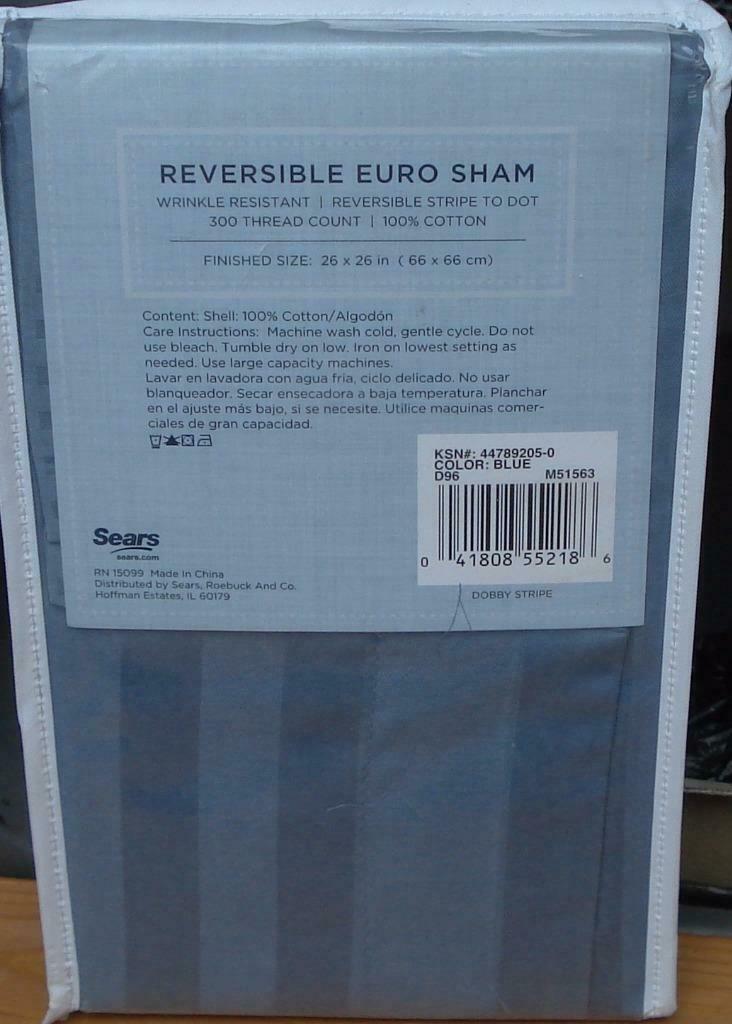 REVERSIBLE EURO SHAM
WRINKLE RESISTANT | REVERSIBLE STRIPE TO DOT
300 THREAD COUNT | 100% COTTON
FINISHED SIZE: 26 x 26 in ( 66 x 66 cm)
Content: Shell: 100% Cotton/Algodón
Care Instructions: Machine wash cold, gentle cycle. Do not
use bleach. Tumble dry on low. Iron on lowest setting as
needed. Use large capacity machines.
Lavar en lavadora con agua fria, ciclo delicado. No usar
blanqueador. Secar ensecadora a baja temperatura. Planchar
en el ajuste más bajo, si se necesite. Utilice maquinas comer-
ciales de gran capacidad.
KSN#: 44789205-0
COLOR: BLUE
D96 M51563
0 41808 55218 6
DOBBY STRIPE
Sears
sears.com
RN 15099 Made In China
Distributed by Sears, Roebuck And Co.
Hoffman Estates, IL 60179